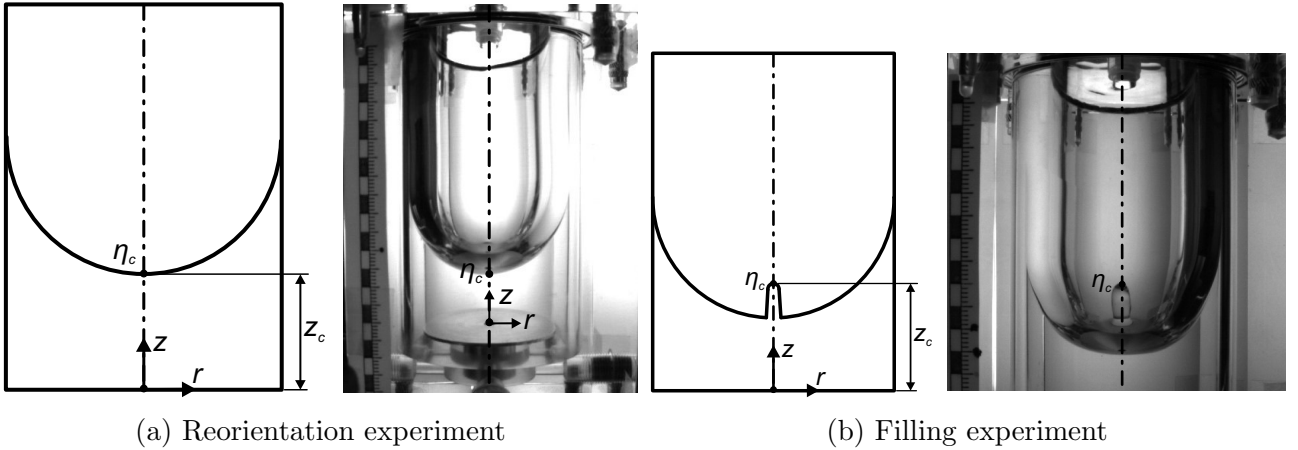 η_c
z
r
z_c
η_c
z
r
η_c
z
r
z_c
η_c
(a) Reorientation experiment
(b) Filling experiment